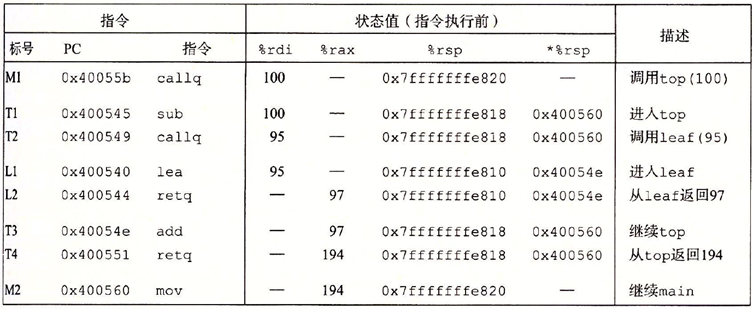 指令 状态值（指令执行前） 描述
标号 PC 指令 %rdi %rax %rsp *%rsp
M1 0x40055b callq 100 — 0x7fffffffe820 — 调用top(100)
T1 0x400545 sub 100 — 0x7fffffffe818 0x400560 进入top
T2 0x400549 callq 95 — 0x7fffffffe818 0x400560 调用leaf(95)
L1 0x400540 lea 95 — 0x7fffffffe810 0x40054e 进入leaf
L2 0x400544 retq — 97 0x7fffffffe810 0x40054e 从leaf返回97
T3 0x40054e add — 97 0x7fffffffe818 0x400560 继续top
T4 0x400551 retq — 194 0x7fffffffe818 0x400560 从top返回194
M2 0x400560 mov — 194 0x7fffffffe820 — 继续main